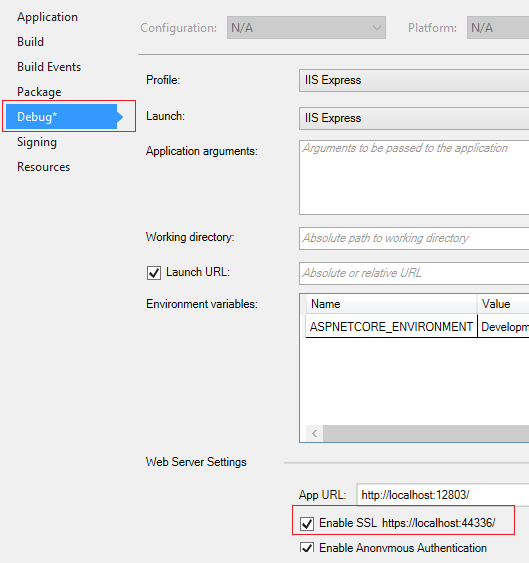 Application
Build
Build Events
Package
Debug*
Signing
Resources
Configuration: N/A Platform: N/A
Profile: IIS Express
Launch: IIS Express
Application arguments: Arguments to be passed to the application
Working directory: Absolute path to working directory
Launch URL: Absolute or relative URL
Environment variables: Name Value
ASPNETCORE_ENVIRONMENT Developm
Web Server Settings
App URL: http://localhost:12803/
Enable SSL https://localhost:44336/
Enable Anonymous Authentication